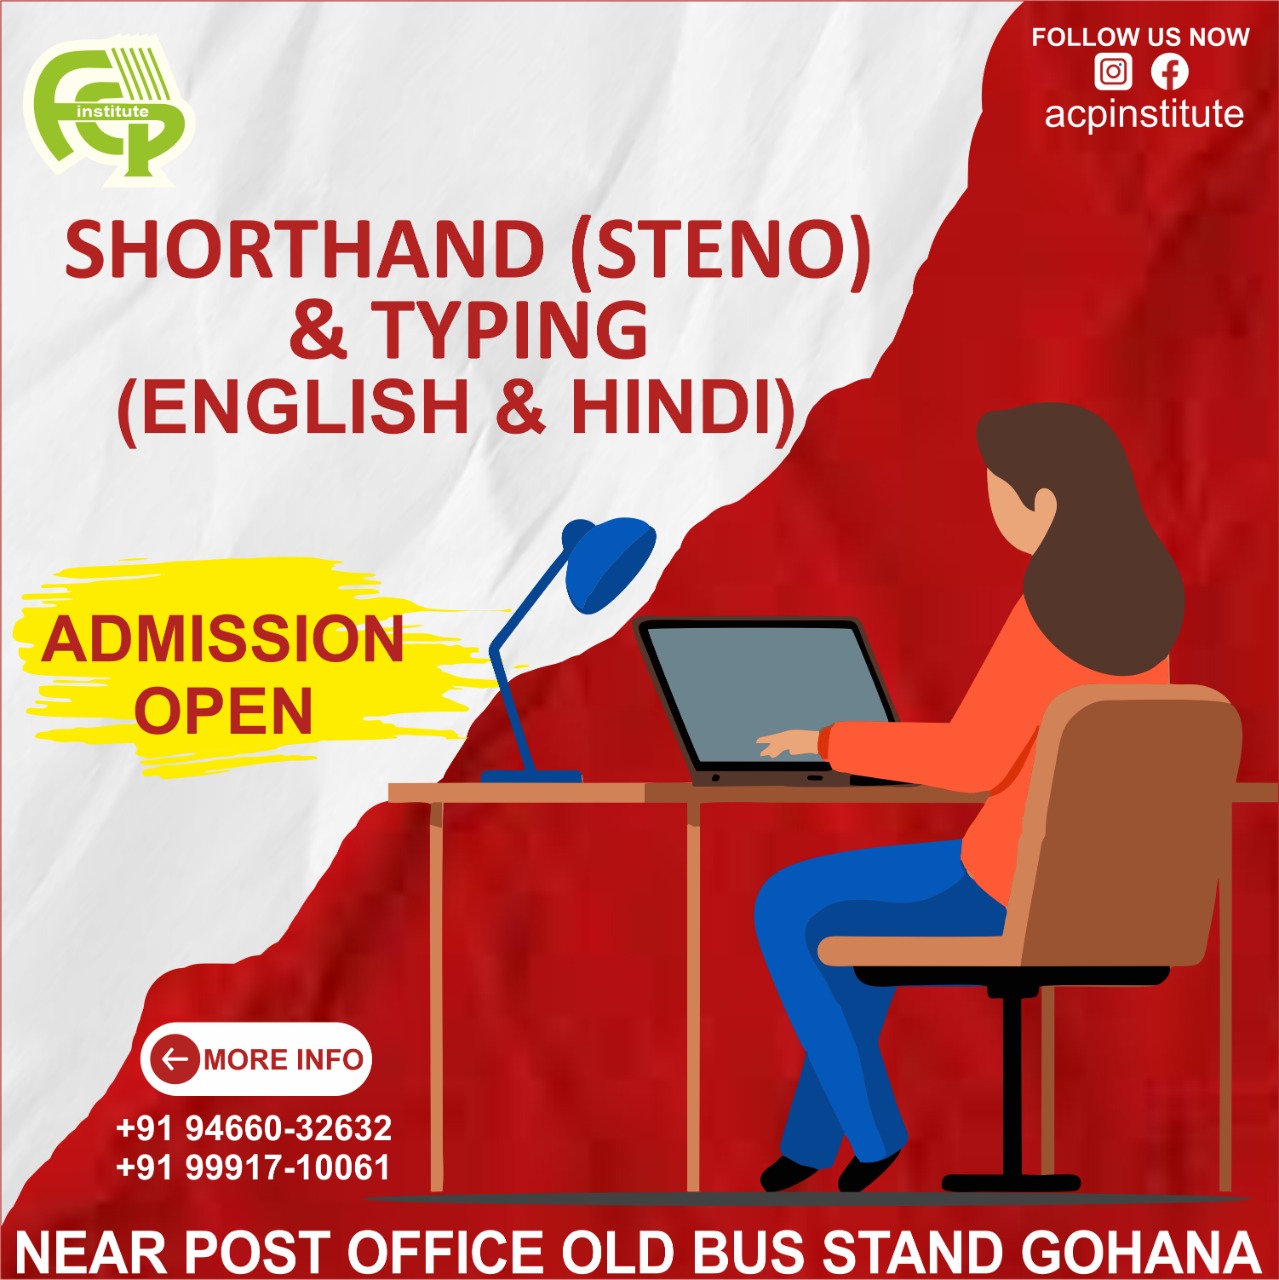 ACP
institute
FOLLOW US NOW
acpinstitute
SHORTHAND (STENO)
& TYPING
(ENGLISH & HINDI)
ADMISSION
OPEN
MORE INFO
+91 94660-32632
+91 99917-10061
NEAR POST OFFICE OLD BUS STAND GOHANA